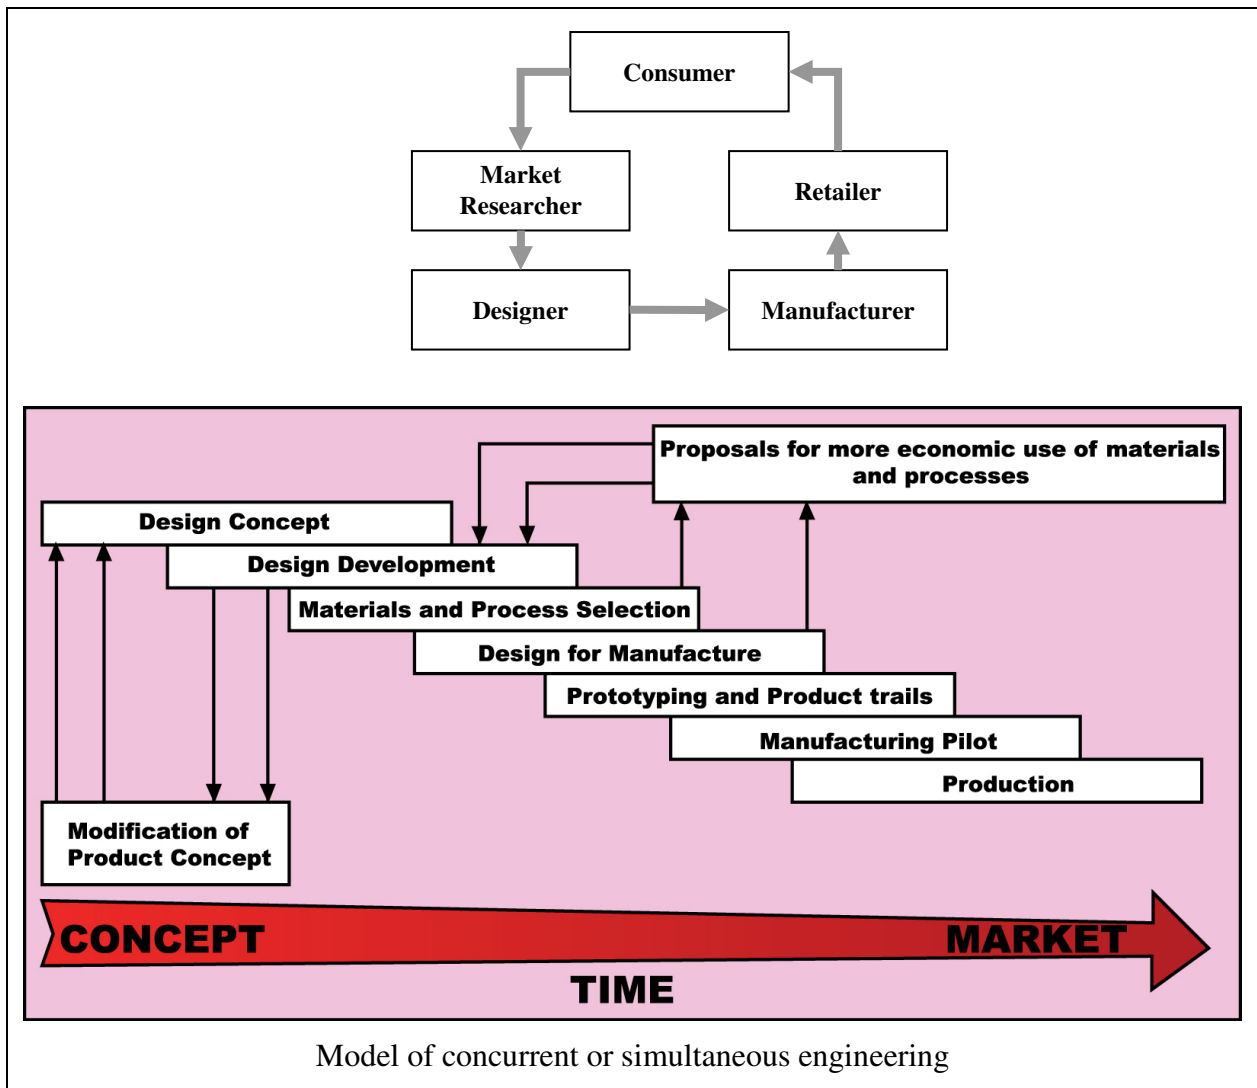 Consumer
Market
Researcher
Retailer
Designer
Manufacturer
Proposals for more economic use of materials
and processes
Design Concept
Design Development
Materials and Process Selection
Design for Manufacture
Prototyping and Product trails
Manufacturing Pilot
Production
Modification of
Product Concept
CONCEPT
MARKET
TIME
Model of concurrent or simultaneous engineering